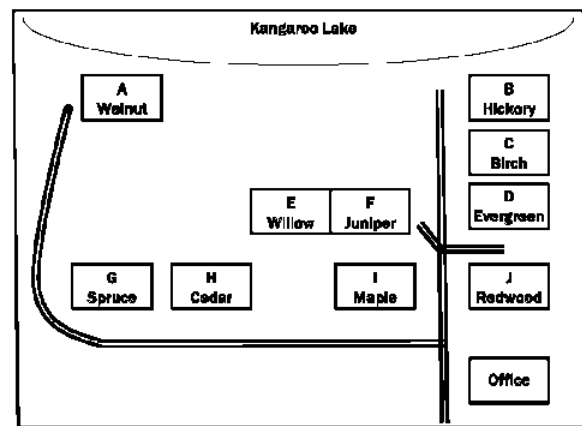 Kangaroo Lake
A
Walnut
B
Hickory
C
Birch
D
Evergreen
E
Willow
F
Juniper
G
Spruce
H
Cedar
I
Maple
J
Redwood
Office